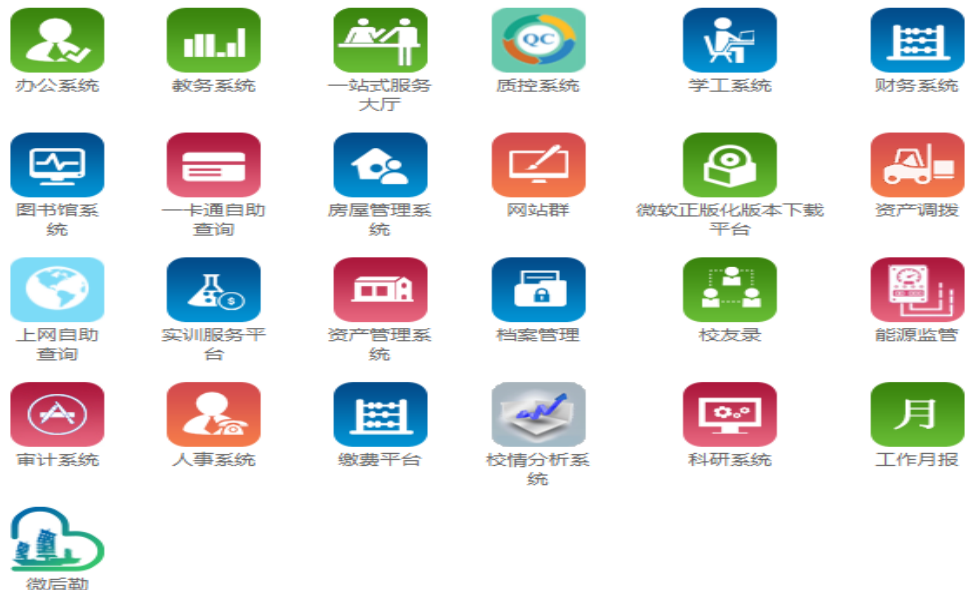 办公系统
教务系统
一站式服务
大厅
QC
质控系统
学工系统
财务系统
图书馆系
统
一卡通自助
查询
房屋管理系
统
网站群
微软正版化版本下载
平台
资产调拨
上网自助
查询
实训服务平
台
资产管理系
统
档案管理
校友录
能源监管
审计系统
人事系统
缴费平台
校情分析系
统
科研系统
月
工作月报
微后勤